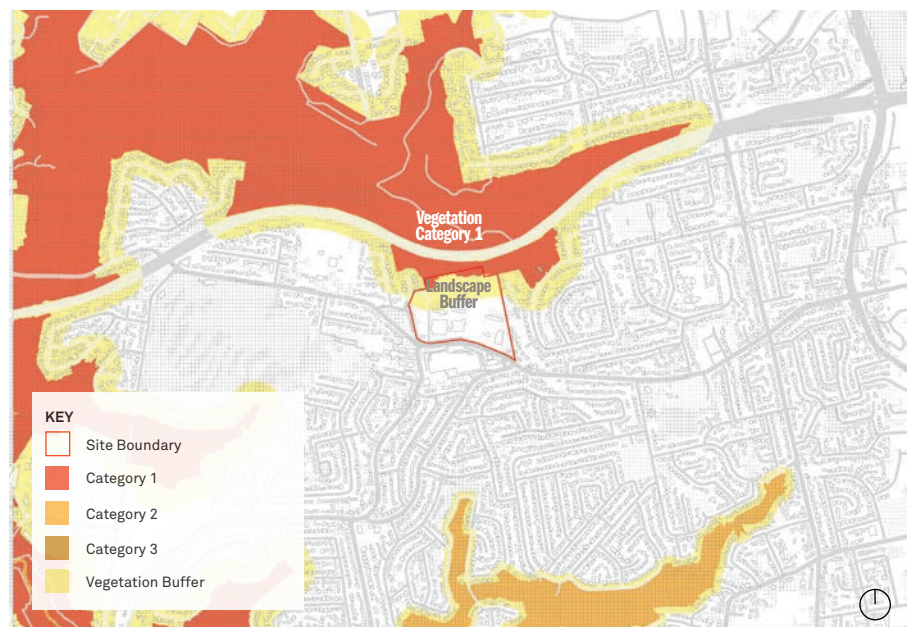 Vegetation
Category 1
Landscape
Buffer
KEY
Site Boundary
Category 1
Category 2
Category 3
Vegetation Buffer